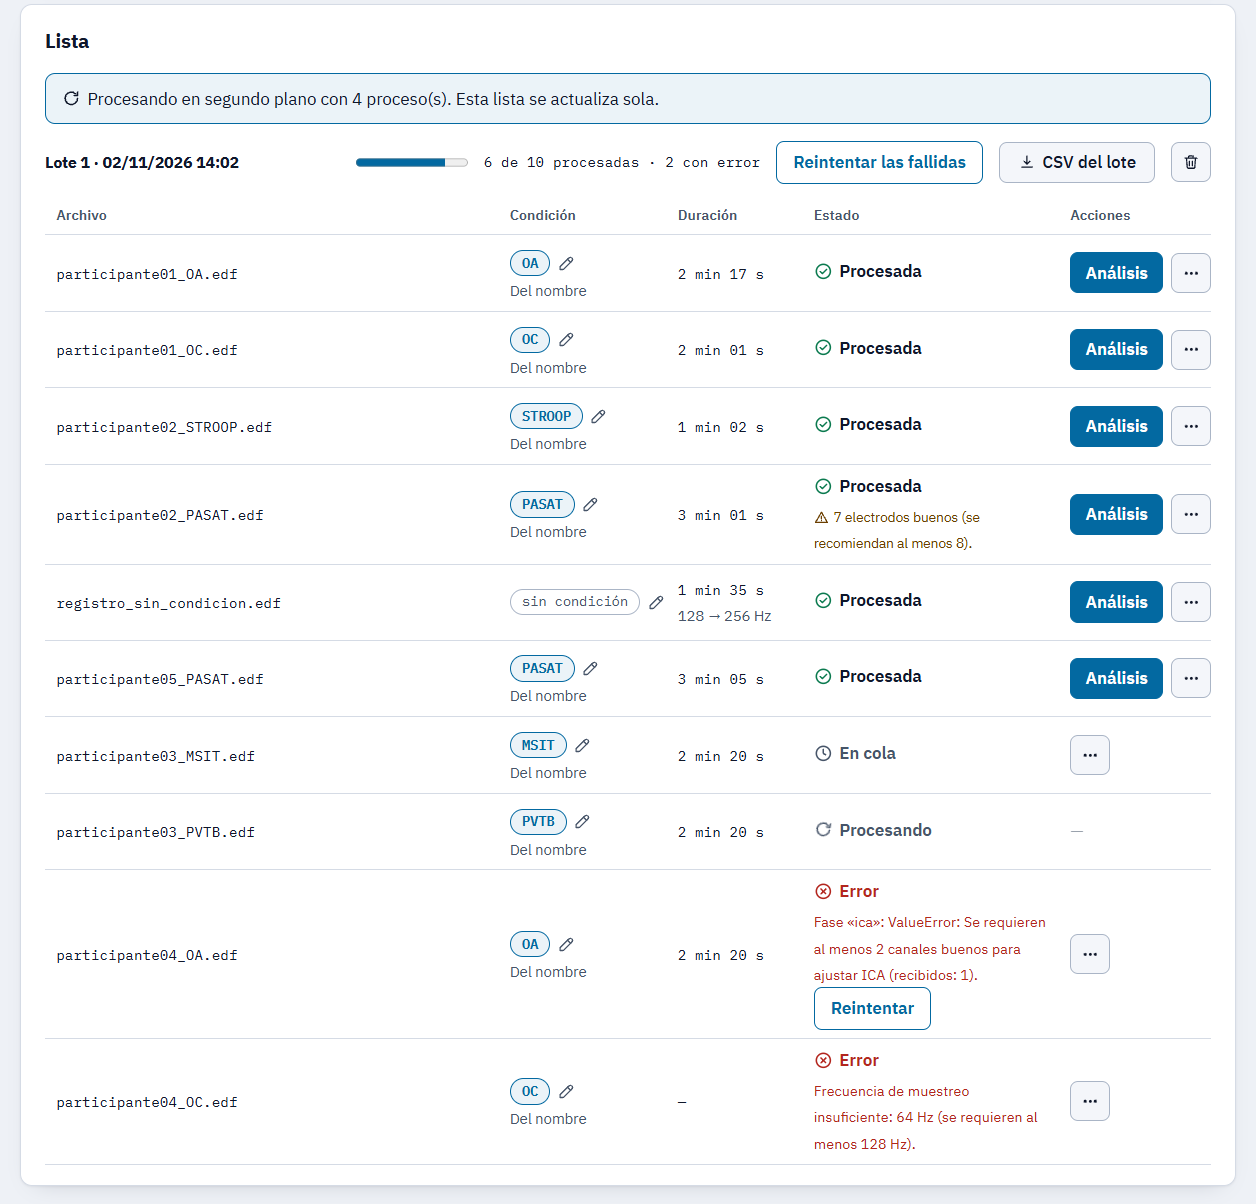 Lista
Procesando en segundo plano con 4 proceso(s). Esta lista se actualiza sola.
Lote 1 · 02/11/2026 14:02
6 de 10 procesadas · 2 con error
Reintentar las fallidas
CSV del lote
Archivo Condición Duración Estado Acciones
participante01_OA.edf
OA
Del nombre
2 min 17 s
Procesada
Análisis
participante01_OC.edf
OC
Del nombre
2 min 01 s
Procesada
Análisis
participante02_STROOP.edf
STROOP
Del nombre
1 min 02 s
Procesada
Análisis
participante02_PASAT.edf
PASAT
Del nombre
3 min 01 s
Procesada
7 electrodos buenos (se
recomiendan al menos 8).
Análisis
registro_sin_condicion.edf
sin condición
1 min 35 s
128 → 256 Hz
Procesada
Análisis
participante05_PASAT.edf
PASAT
Del nombre
3 min 05 s
Procesada
Análisis
participante03_MSIT.edf
MSIT
Del nombre
2 min 20 s
En cola
participante03_PVTB.edf
PVTB
Del nombre
2 min 20 s
Procesando
—
participante04_OA.edf
OA
Del nombre
2 min 20 s
Error
Fase «ica»: ValueError: Se requieren
al menos 2 canales buenos para
ajustar ICA (recibidos: 1).
Reintentar
participante04_OC.edf
OC
Del nombre
—
Error
Frecuencia de muestreo
insuficiente: 64 Hz (se requieren al
menos 128 Hz).